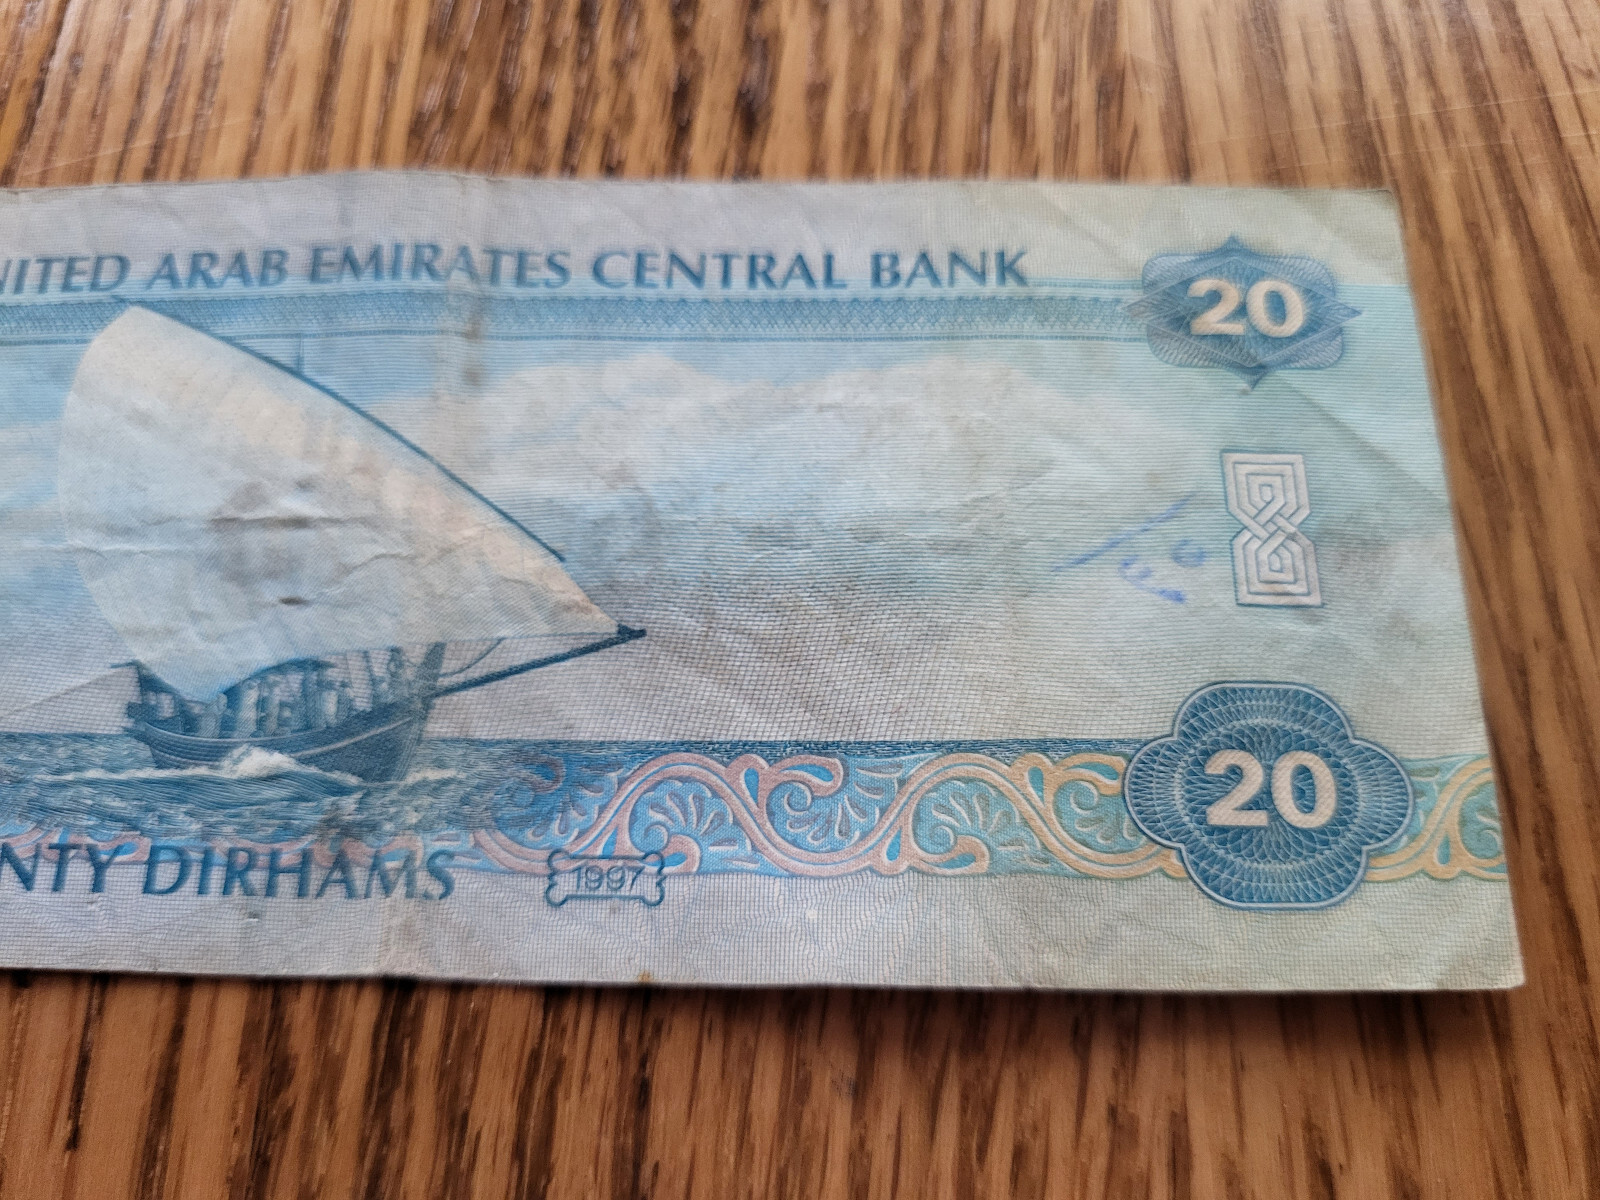 NITED ARAB EMIRATES CENTRAL BANK
20
20
NTY DIRHAMS
1997